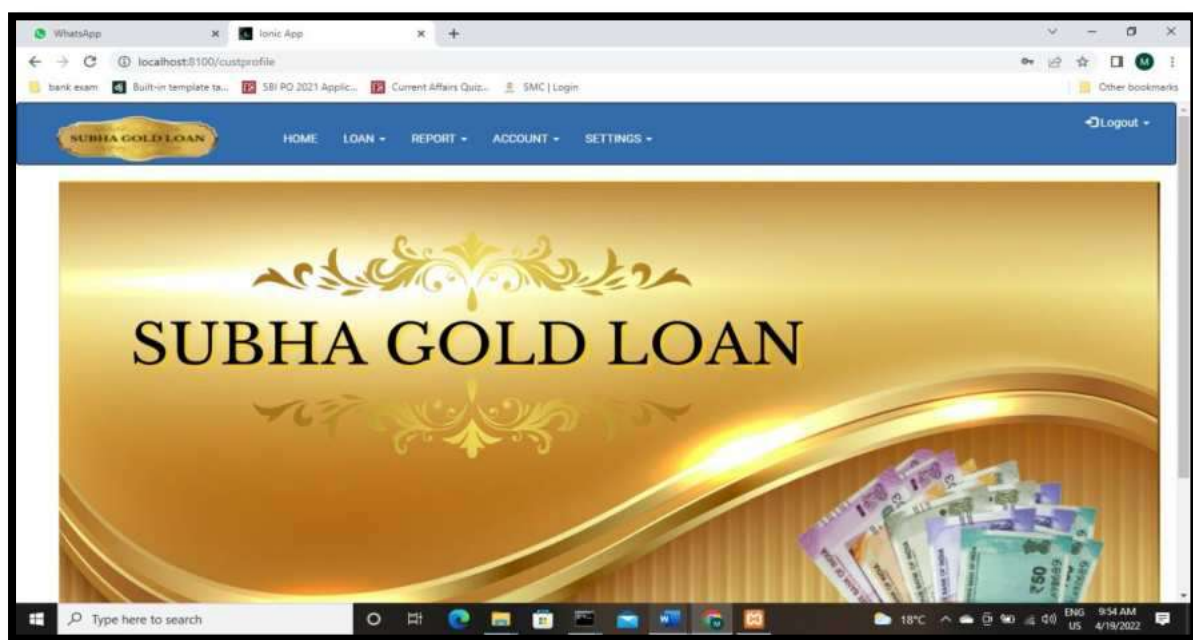 WhatsApp
Ionic App
localhost:8100/custprofile
bank exam
Built-in template ta...
SBI PO 2021 Applic...
Current Affairs Quiz...
SMC | Login
Other bookmarks
SUBHA GOLD LOAN
HOME LOAN REPORT ACCOUNT SETTINGS
Logout
SUBHA GOLD LOAN
₹50
Type here to search
18°C
ENG
US
9:54 AM
4/19/2022